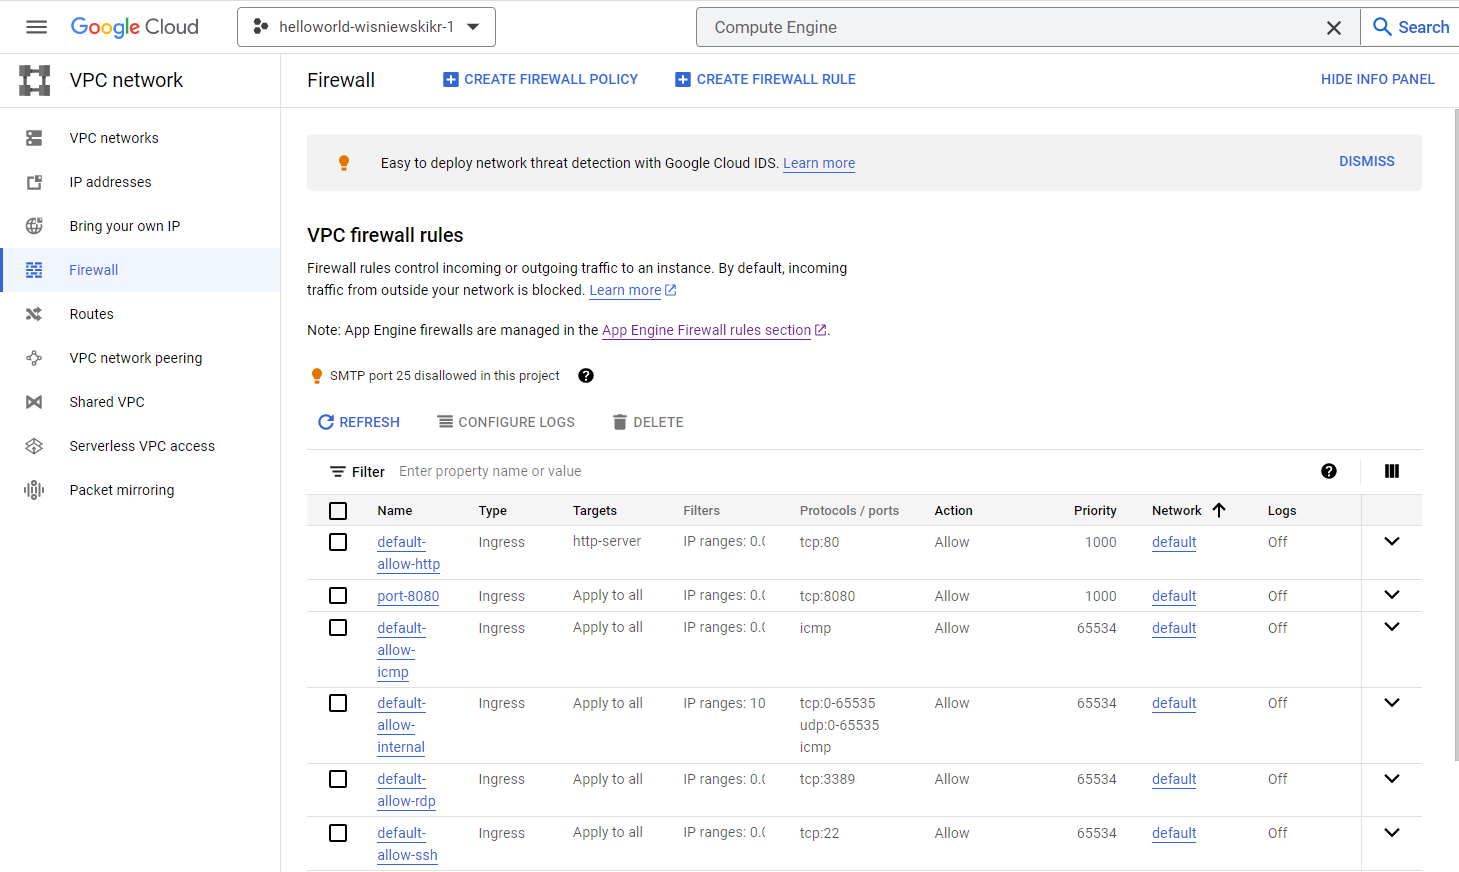 Google Cloud
helloworld-wisniewskikr-1
Compute Engine
Search
VPC network
Firewall
CREATE FIREWALL POLICY
CREATE FIREWALL RULE
HIDE INFO PANEL
VPC networks
IP addresses
Bring your own IP
Firewall
Routes
VPC network peering
Shared VPC
Serverless VPC access
Packet mirroring
Easy to deploy network threat detection with Google Cloud IDS. Learn more
DISMISS
VPC firewall rules
Firewall rules control incoming or outgoing traffic to an instance. By default, incoming
traffic from outside your network is blocked. Learn more
Note: App Engine firewalls are managed in the App Engine Firewall rules section.
SMTP port 25 disallowed in this project
REFRESH CONFIGURE LOGS DELETE
Filter Enter property name or value
Name Type Targets Filters Protocols / ports Action Priority Network Logs
default- Ingress http-server IP ranges: 0. tcp:80 Allow 1000 default Off
allow-http
port-8080 Ingress Apply to all IP ranges: 0. tcp:8080 Allow 1000 default Off
default- Ingress Apply to all IP ranges: 0. icmp Allow 65534 default Off
allow-
icmp
default- Ingress Apply to all IP ranges: 10 tcp:0-65535 Allow 65534 default Off
allow- udp:0-65535
internal icmp
default- Ingress Apply to all IP ranges: 0. tcp:3389 Allow 65534 default Off
allow-rdp
default- Ingress Apply to all IP ranges: 0. tcp:22 Allow 65534 default Off
allow-ssh